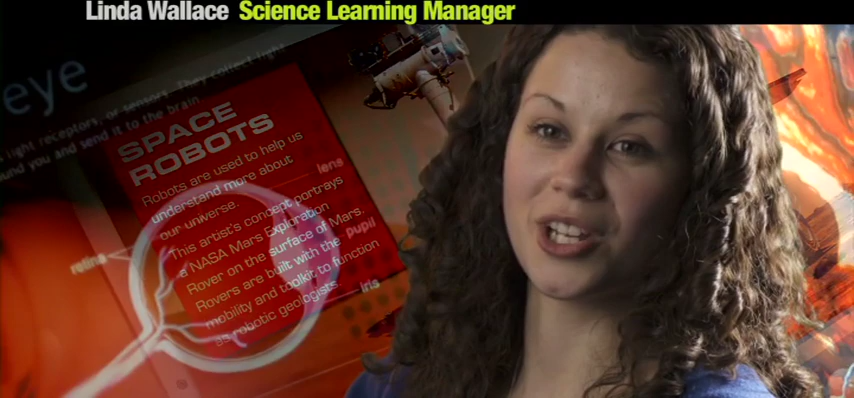 Linda Wallace Science Learning Manager
eye
light receptors, or sensors. They collect light
und you and send it to the brain
SPACE
ROBOTS
Robots are used to help us
understand more about
our universe.
This artist's concept portrays
a NASA Mars Exploration
Rover on the surface of Mars.
Rovers are built with the
mobility and toolkit to function
as robotic geologists.
lens
pupil
iris
retina